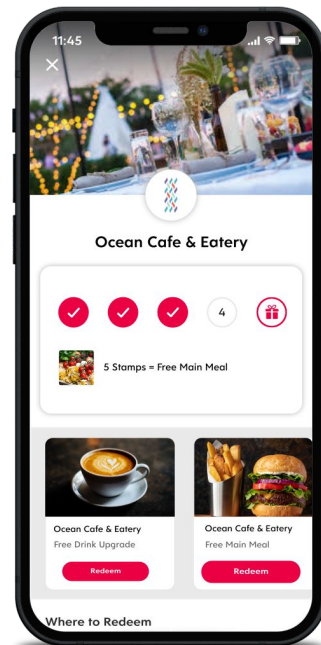 11:45
Ocean Cafe & Eatery
4
5 Stamps = Free Main Meal
Ocean Cafe & Eatery
Free Drink Upgrade
Redeem
Ocean Cafe & Eatery
Free Main Meal
Redeem
Where to Redeem